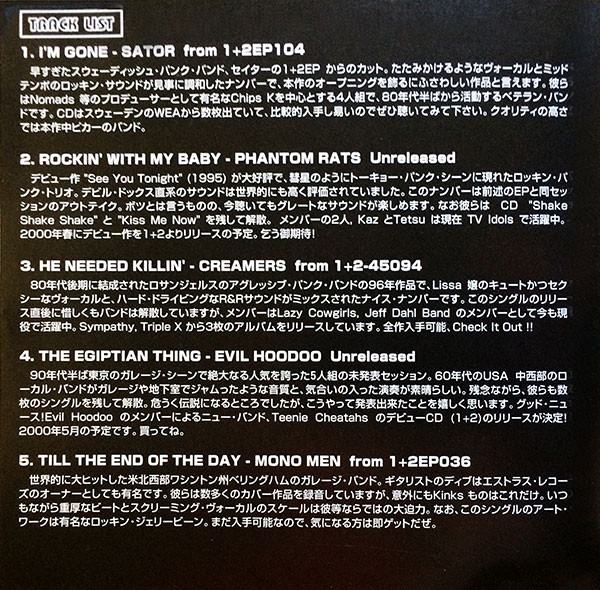 TRACK LIST
1. I'M GONE - SATOR from 1+2EP104
早すぎたスウェーディッシュ・パンク・バンド、セイターの1+2EP からのカット。たたみかけるようなヴォーカルとミッド
テンポのロッキン・サウンドが見事に調和したナンバーで、本作のオープニングを飾るにふさわしい作品と言えます。彼ら
はNomads 等のプロデューサーとして有名なChips Kを中心とする4人組で、80年代半ばから活動するベテラン・バン
ドです。CDはスウェーデンのWEAから数枚出ていて、比較的入手し易いのでぜひ聴いてみて下さい。クオリティの高さ
では本作中ピカ一のバンド。
2. ROCKIN' WITH MY BABY - PHANTOM RATS Unreleased
デビュー作 "See You Tonight" (1995) が大好評で、彗星のようにトーキョー・パンク・シーンに現れたロッキン・パ
ンク・トリオ。デビル・ドックス直系のサウンドは世界的にも高く評価されていました。このナンバーは前述のEPと同セッ
ションのアウトテイク。ボツとは言うものの、今聴いてもグレートなサウンドが楽しめます。なお彼らは CD "Shake
Shake Shake" と "Kiss Me Now" を残して解散。 メンバーの2人, Kaz とTetsu は現在 TV Idols で活躍中。
2000年春にデビュー作を1+2よりリリースの予定。乞う御期待!
3. HE NEEDED KILLIN' - CREAMERS from 1+2-45094
80年代後期に結成されたロサンジェルスのアグレッシブ・パンク・バンドの96年作品で、Lissa 嬢のキュートかつセク
シーなヴォーカルと、ハード・ドライビングなR&Rサウンドがミックスされたナイス・ナンバーです。このシングルのリリー
ス直後に惜しくもバンドは解散していますが、メンバーはLazy Cowgirls, Jeff Dahl Band のメンバーとして今も現
役で活躍中。Sympathy, Triple X から3枚のアルバムをリリースしています。全作入手可能、Check It Out !!
4. THE EGIPTIAN THING - EVIL HOODOO Unreleased
90年代半ば東京のガレージ・シーンで絶大なる人気を誇った5人組の未発表セッション。60年代のUSA 中西部のロ
ーカル・バンドがガレージや地下室でジャムったような音質と、気合いの入った演奏が素晴らしい。残念ながら、彼らも数
枚のシングルを残して解散。危うく伝説になるところでしたが、こうやって発表出来たことを嬉しく思います。グッド・ニュ
ース!Evil Hoodoo のメンバーによるニュー・バンド、Teenie Cheatahs のデビューCD (1+2)のリリースが決定!
2000年5月の予定です。買ってね。
5. TILL THE END OF THE DAY - MONO MEN from 1+2EP036
世界的に大ヒットした米北西部ワシントン州ベリングハムのガレージ・バンド。ギタリストのディブはエストラス・レコー
ズのオーナーとしても有名です。彼らは数多くのカバー作品を録音していますが、意外にもKinks ものはこれだけ。いつ
もながら重厚なビートとスクリーミング・ヴォーカルのスケールは彼等ならではの大迫力。なお、このシングルのアート・
ワークは有名なロッキン・ジェリービーン。まだ入手可能なので、気になる方は即ゲットだぜ。